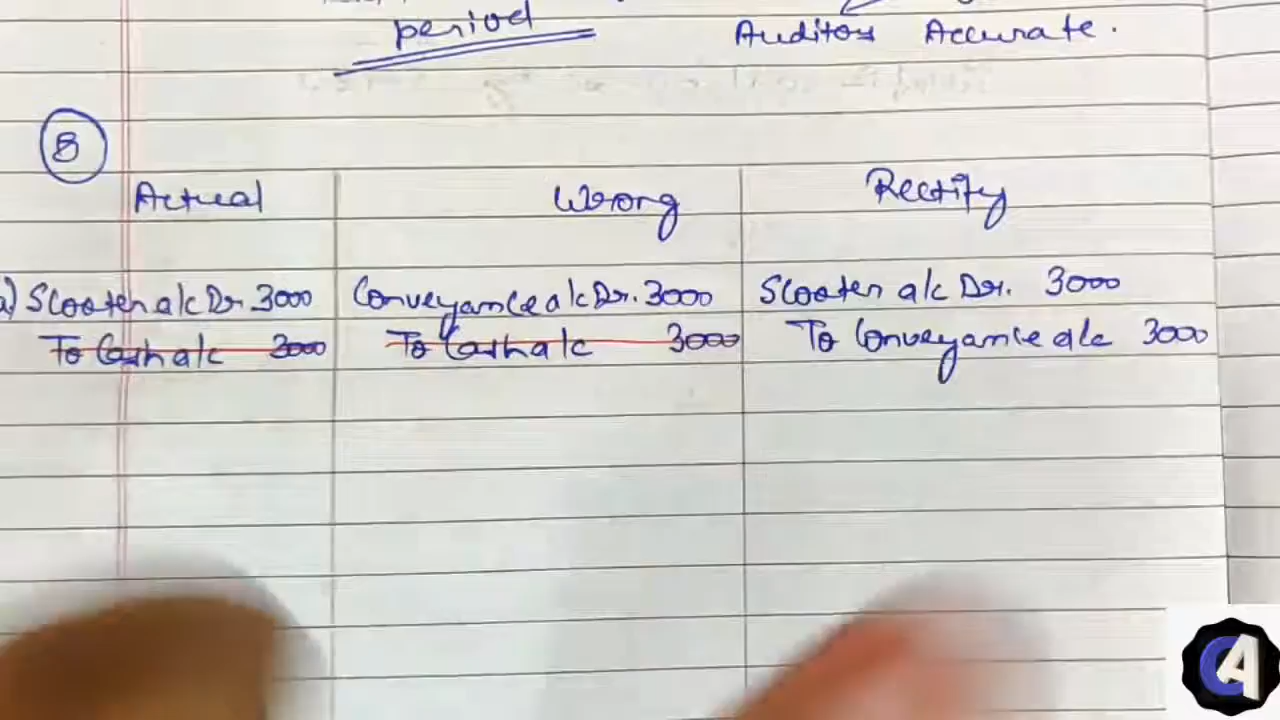 period
Auditors Accurate.
8
Actual Wrong Rectify
a) Scooter a/c Dr. 3000 Conveyance a/c Dr. 3000 Scooter a/c Dr. 3000
To Cash a/c 3000 To Cash a/c 3000 To Conveyance a/c 3000
CA